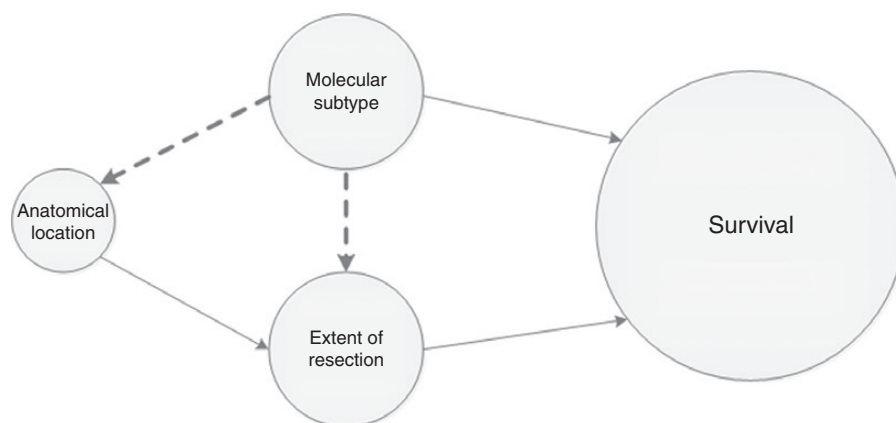 Molecular
subtype
Anatomical
location
Survival
Extent of
resection